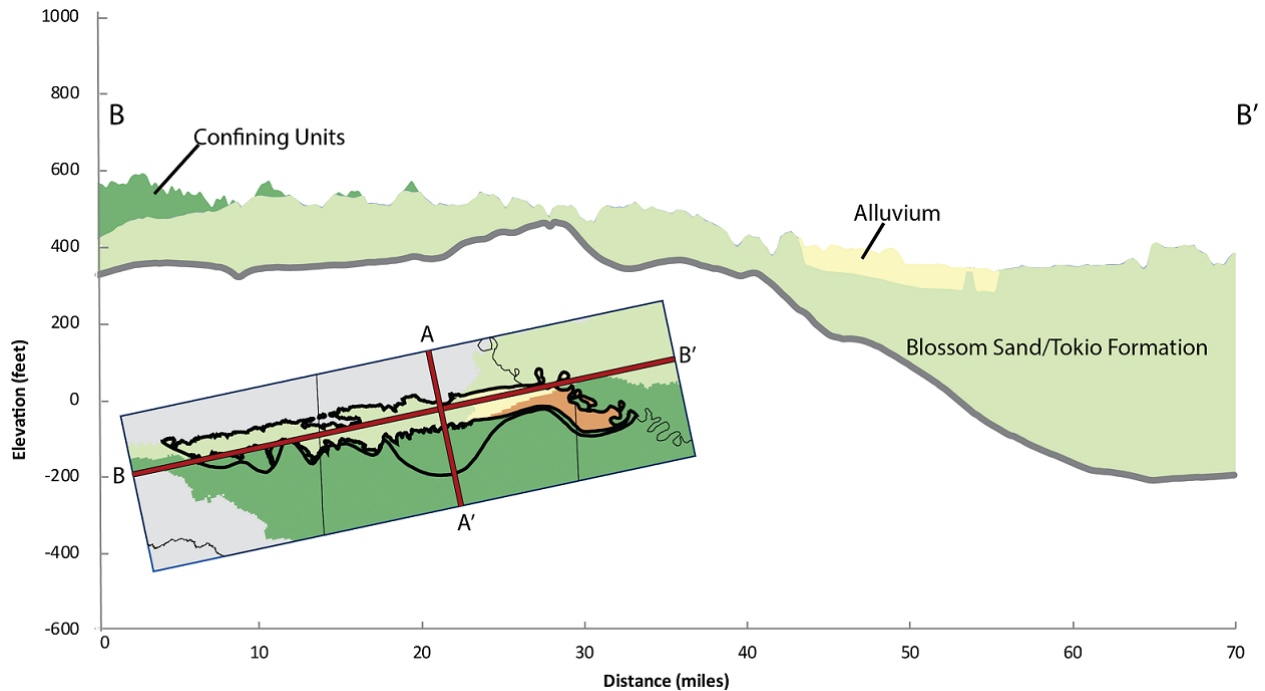 1000
800
B
B′
Confining Units
600
Alluvium
400
200
A
B′
Blossom Sand/Tokio Formation
Elevation (feet)
0
B
-200
A′
-400
-600
0
10
20
30
40
50
60
70
Distance (miles)